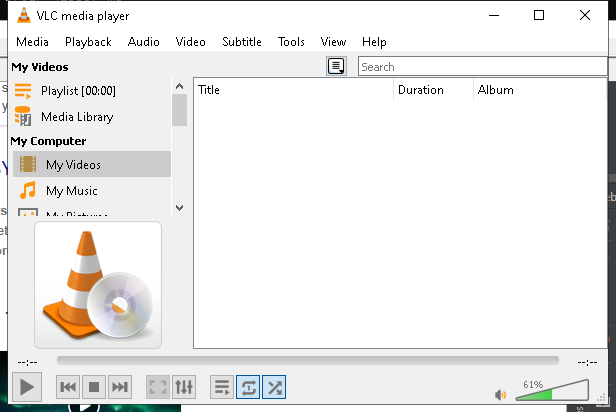 VLC media player
Media Playback Audio Video Subtitle Tools View Help
My Videos
Search
Playlist [00:00]
Media Library
My Computer
My Videos
My Music
My Pictures
Title Duration Album
--:--
--:--
61%